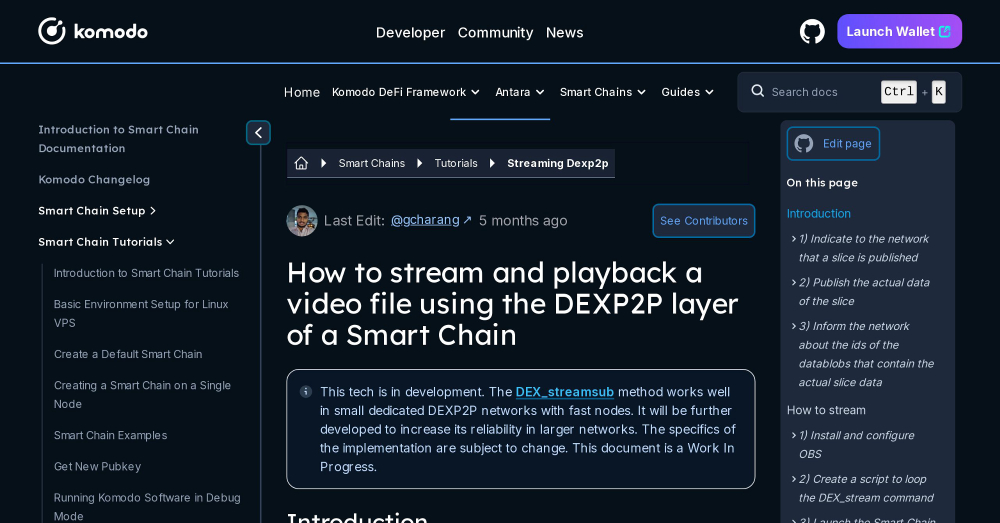 komodo
Developer Community News
Launch Wallet
Home Komodo DeFi Framework Antara Smart Chains Guides
Search docs Ctrl + K
Introduction to Smart Chain
Documentation
Komodo Changelog
Smart Chain Setup
Smart Chain Tutorials
Introduction to Smart Chain Tutorials
Basic Environment Setup for Linux
VPS
Create a Default Smart Chain
Creating a Smart Chain on a Single
Node
Smart Chain Examples
Get New Pubkey
Running Komodo Software in Debug
Mode
Smart Chains Tutorials Streaming Dexp2p
Last Edit: @gcharang ↗ 5 months ago
See Contributors
How to stream and playback a
video file using the DEXP2P layer
of a Smart Chain
This tech is in development. The DEX_streamsub method works well
in small dedicated DEXP2P networks with fast nodes. It will be further
developed to increase its reliability in larger networks. The specifics of
the implementation are subject to change. This document is a Work In
Progress.
Introduction
Edit page
On this page
Introduction
1) Indicate to the network
that a slice is published
2) Publish the actual data
of the slice
3) Inform the network
about the ids of the
datablobs that contain the
actual slice data
How to stream
1) Install and configure
OBS
2) Create a script to loop
the DEX_stream command
3) Launch the Smart Chain